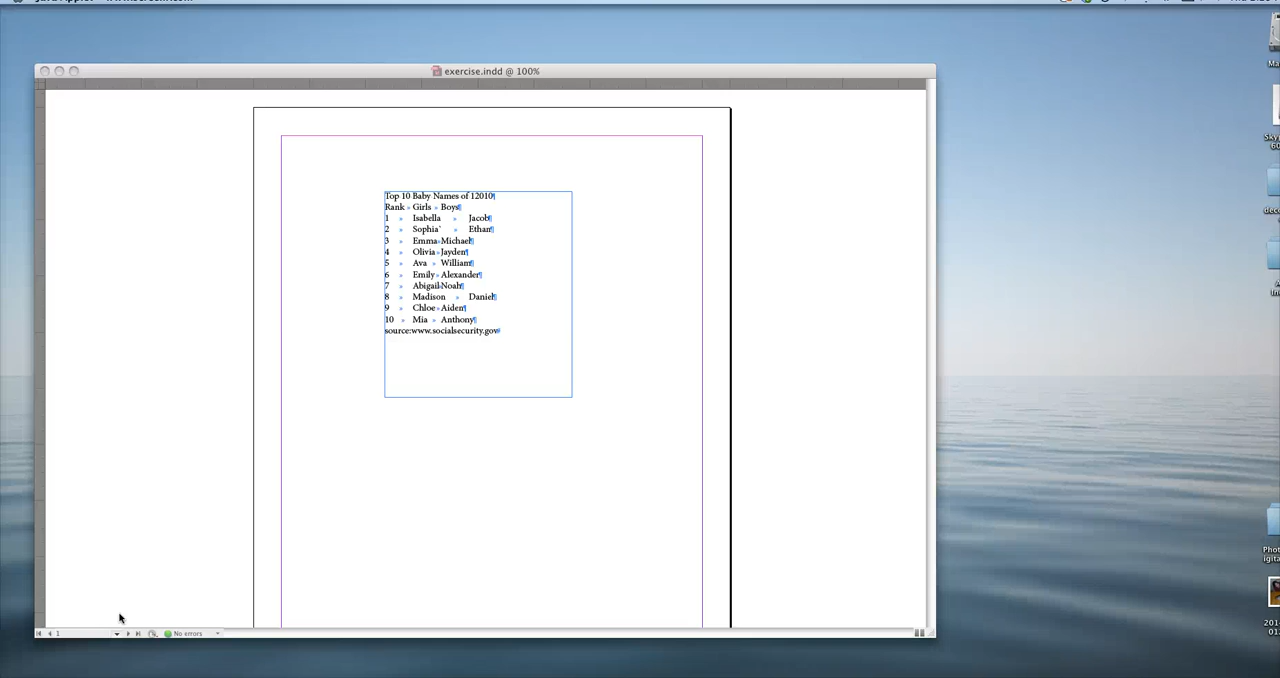 exercise.indd @ 100%
Top 10 Baby Names of 12010¶
Rank » Girls » Boys¶
1 » Isabella » Jacob¶
2 » Sophia` » Ethan¶
3 » Emma» Michael¶
4 » Olivia » Jayden¶
5 » Ava » William¶
6 » Emily » Alexander¶
7 » Abigail» Noah¶
8 » Madison » Daniel¶
9 » Chloe » Aiden¶
10 » Mia » Anthony¶
source:www.socialsecurity.gov#
1
No errors